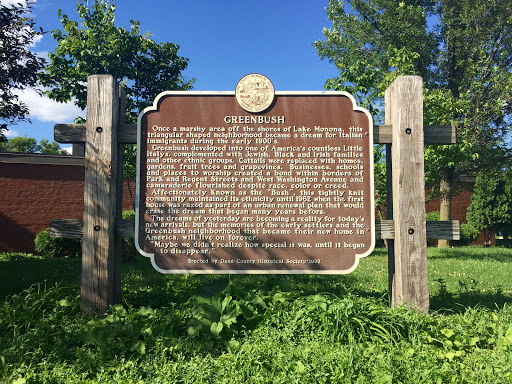 GREENBUSH
Once a marshy area off the shores of Lake Monona, this
triangular shaped neighborhood became a dream for Italian
immigrants during the early 1900's.
Greenbush developed into one of America's countless Little
Italys, complemented with Jewish, Black and Irish families
and other ethnic groups. Cattails were replaced with homes,
gardens, fruit trees and grapevines. Businesses, schools
and places to worship created a bond within borders of
Park and Regent Streets and West Washington Avenue and
camaraderie flourished despite race, color or creed.
Affectionately Known as the "Bush", this tightly knit
community maintained its ethnicity until 1962 when the first
house was razed as part of an urban renewal plan that would
erase the dream that began many years before.
The dreams of yesterday are becoming a reality for today's
new arrivals, but the memories of the early settlers and the
Greenbush neighborhood that became their new home in
America, will live on forever.
Maybe we didn't realize how special it was, until it began
to disappear.
Erected by Dane County Historical Society/1992